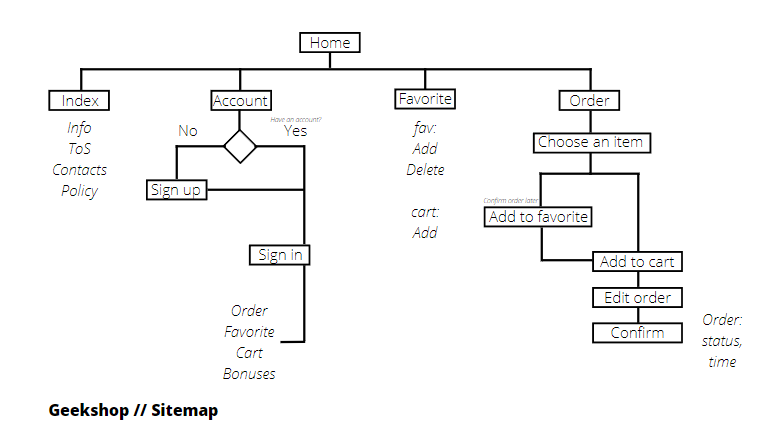 Home
Index
Account
Favorite
Order
Info
ToS
Contacts
Policy
No
Have an account?
Yes
Sign up
Sign in
Order
Favorite
Cart
Bonuses
fav:
Add
Delete
cart:
Add
Choose an item
Confirm order later
Add to favorite
Add to cart
Edit order
Confirm
Order:
status,
time
Geekshop // Sitemap